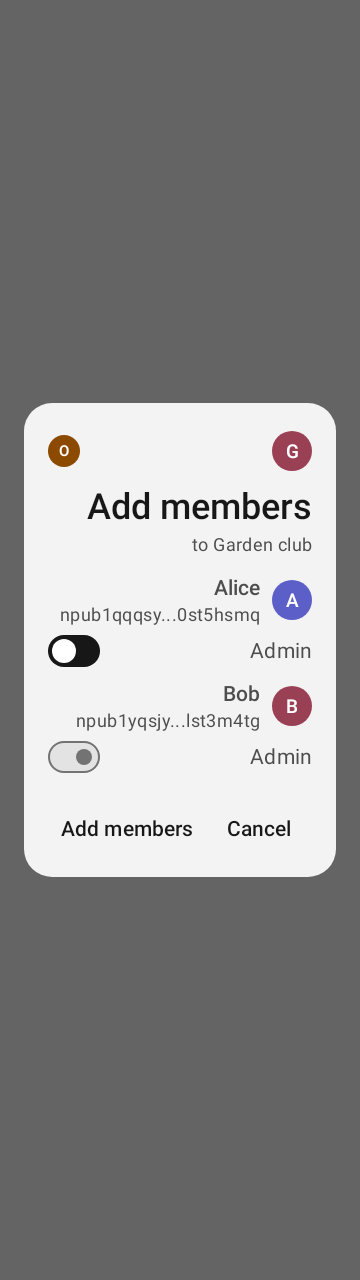 G
O
Add members
to Garden club
A
Alice
npub1qqqsy...0st5hsmq
Admin
B
Bob
npub1yqsjy...lst3m4tg
Admin
Cancel
Add members